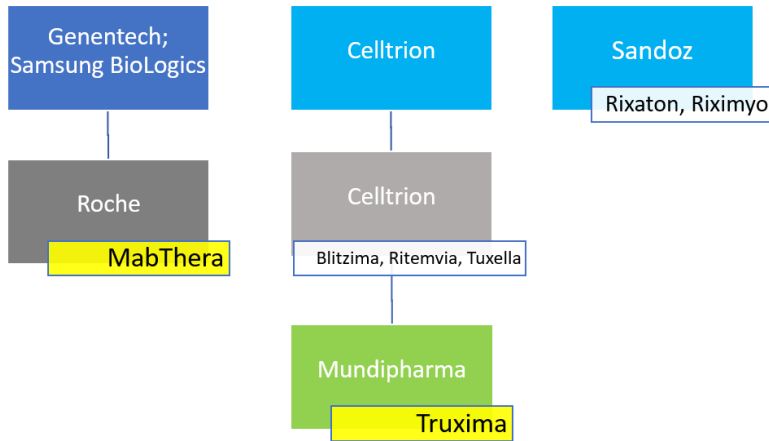 Genentech;
Samsung BioLogics
Celltrion
Sandoz
Rixaton, Riximyo
Roche
MabThera
Celltrion
Blitzima, Ritemvia, Tuxella
Mundipharma
Truxima